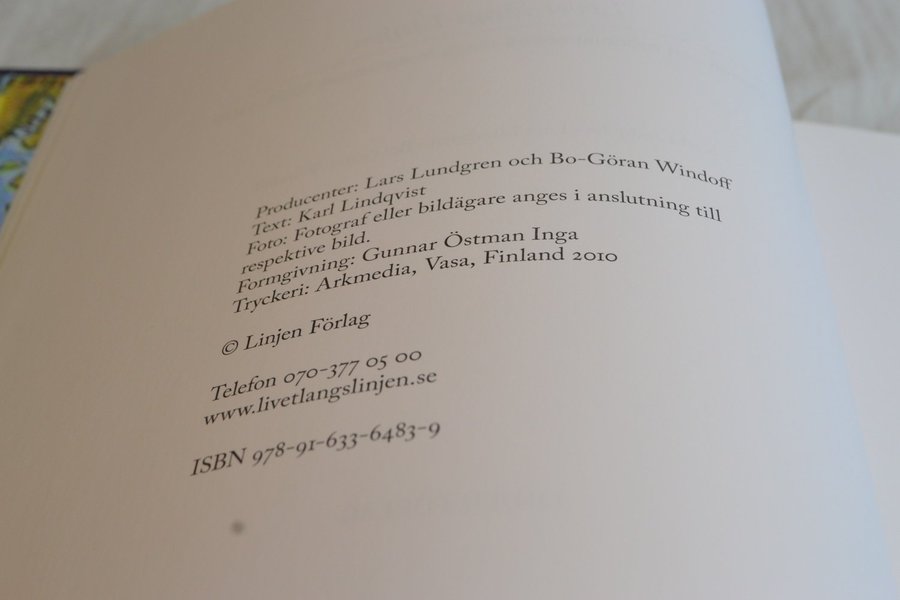 Producenter: Lars Lundgren och Bo-Göran Windoff
Text: Karl Lindqvist
Foto: Fotograf eller bildägare anges i anslutning till
respektive bild.
Formgivning: Gunnar Östman Inga
Tryckeri: Arkmedia, Vasa, Finland 2010
© Linjen Förlag
Telefon 070-377 05 00
www.livetlangslinjen.se
ISBN 978-91-633-6483-9